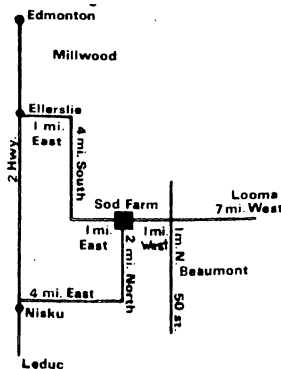 Edmonton
Millwood
Ellerslie
1 mi.
East
4 mi. South
2 Hwy.
Sod Farm
Looma
7 mi. West
1 mi.
East
1 mi.
West
2 mi. North
1 m. N.
Beaumont
4 mi. East
50 st.
Nisku
Leduc